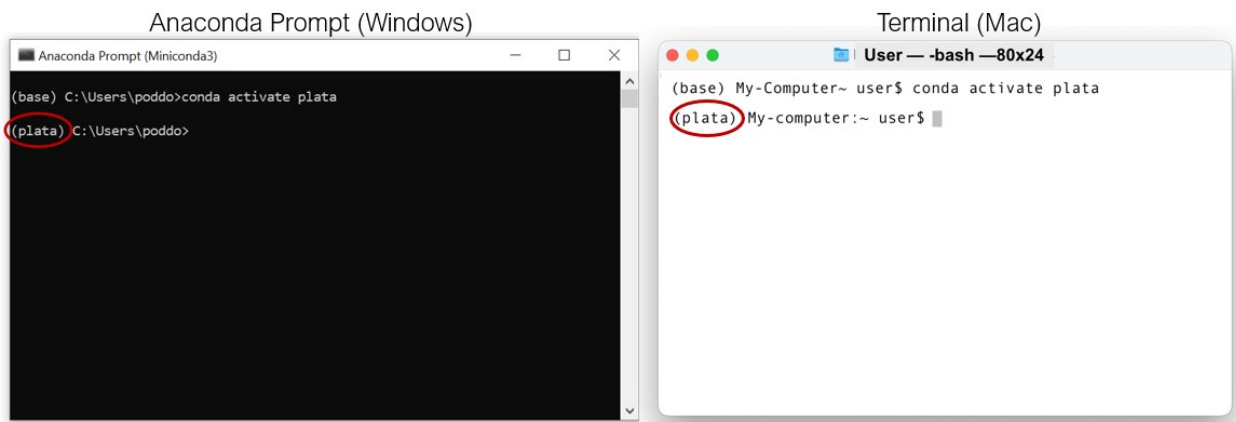 Anaconda Prompt (Windows)
Anaconda Prompt (Miniconda3)
(base) C:\Users\poddo>conda activate plata
(plata) C:\Users\poddo>
Terminal (Mac)
User — -bash —80x24
(base) My-Computer~ user$ conda activate plata
(plata) My-computer:~ user$